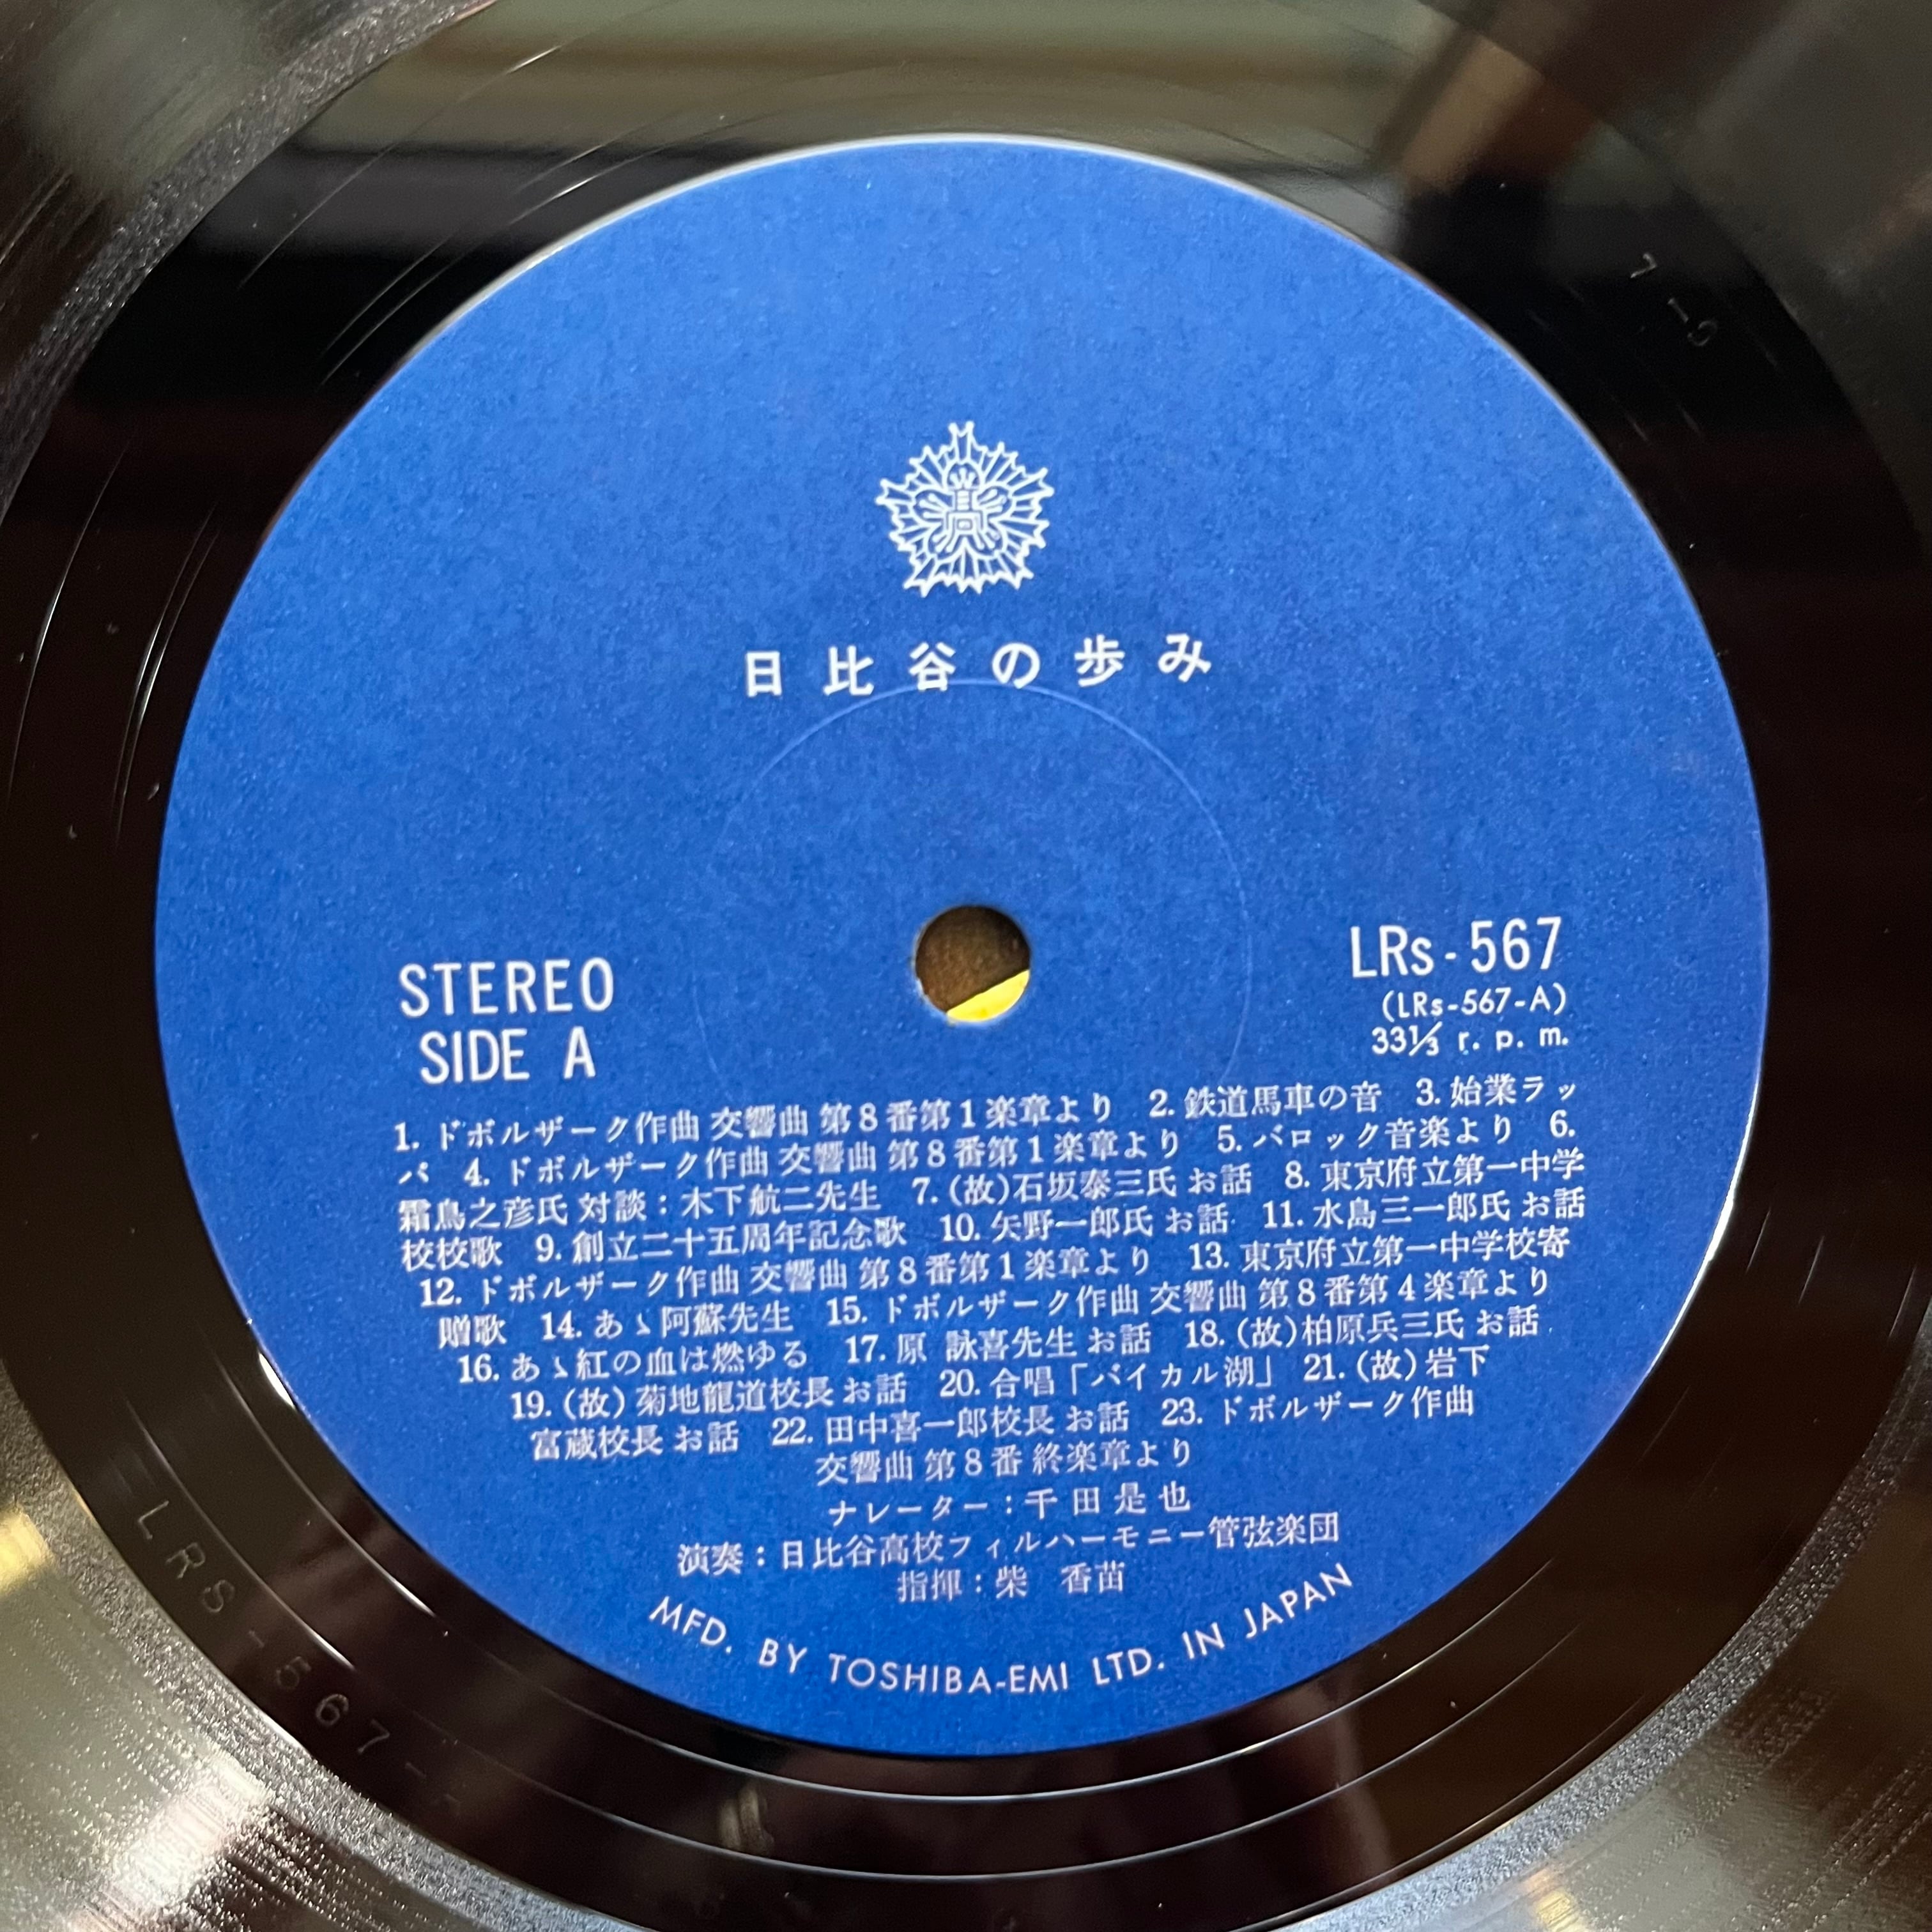 高
日比谷の歩み
STEREO
SIDE A
LRs-567
(LRs-567-A)
33⅓ r. p. m.
1. ドボルザーク作曲 交響曲 第8番第1楽章より 2. 鉄道馬車の音 3. 始業ラッ
パ 4. ドボルザーク作曲 交響曲 第8番第1楽章より 5. バロック音楽より 6.
霜鳥之彦氏 対談：木下航二先生 7. (故)石坂泰三氏 お話 8. 東京府立第一中学
校校歌 9. 創立二十五周年記念歌 10. 矢野一郎氏 お話 11. 水島三一郎氏 お話
12. ドボルザーク作曲 交響曲 第8番第1楽章より 13. 東京府立第一中学校寄
贈歌 14. あゝ阿蘇先生 15. ドボルザーク作曲 交響曲 第8番第4楽章より
16. あゝ紅の血は燃ゆる 17. 原 詠喜先生 お話 18. (故)柏原兵三氏 お話
19. (故) 菊地龍道校長 お話 20. 合唱「バイカル湖」 21. (故) 岩下
富蔵校長 お話 22. 田中喜一郎校長 お話 23. ドボルザーク作曲
交響曲 第8番 終楽章より
ナレーター：千田是也
演奏：日比谷高校フィルハーモニー管弦楽団
指揮：柴 香苗
MFD. BY TOSHIBA-EMI LTD. IN JAPAN
LRS-567-